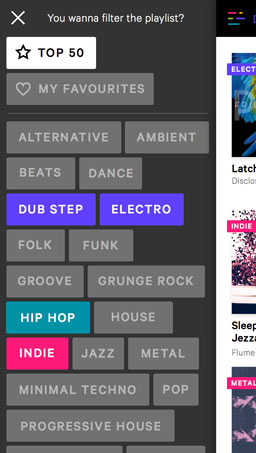 You wanna filter the playlist?
TOP 50
MY FAVOURITES
ALTERNATIVE
AMBIENT
BEATS
DANCE
DUB STEP
ELECTRO
FOLK
FUNK
GROOVE
GRUNGE ROCK
HIP HOP
HOUSE
INDIE
JAZZ
METAL
MINIMAL TECHNO
POP
PROGRESSIVE HOUSE
ELECT
Latch
Disclos
INDIE
Sleep
Jezza
Flume
METAL